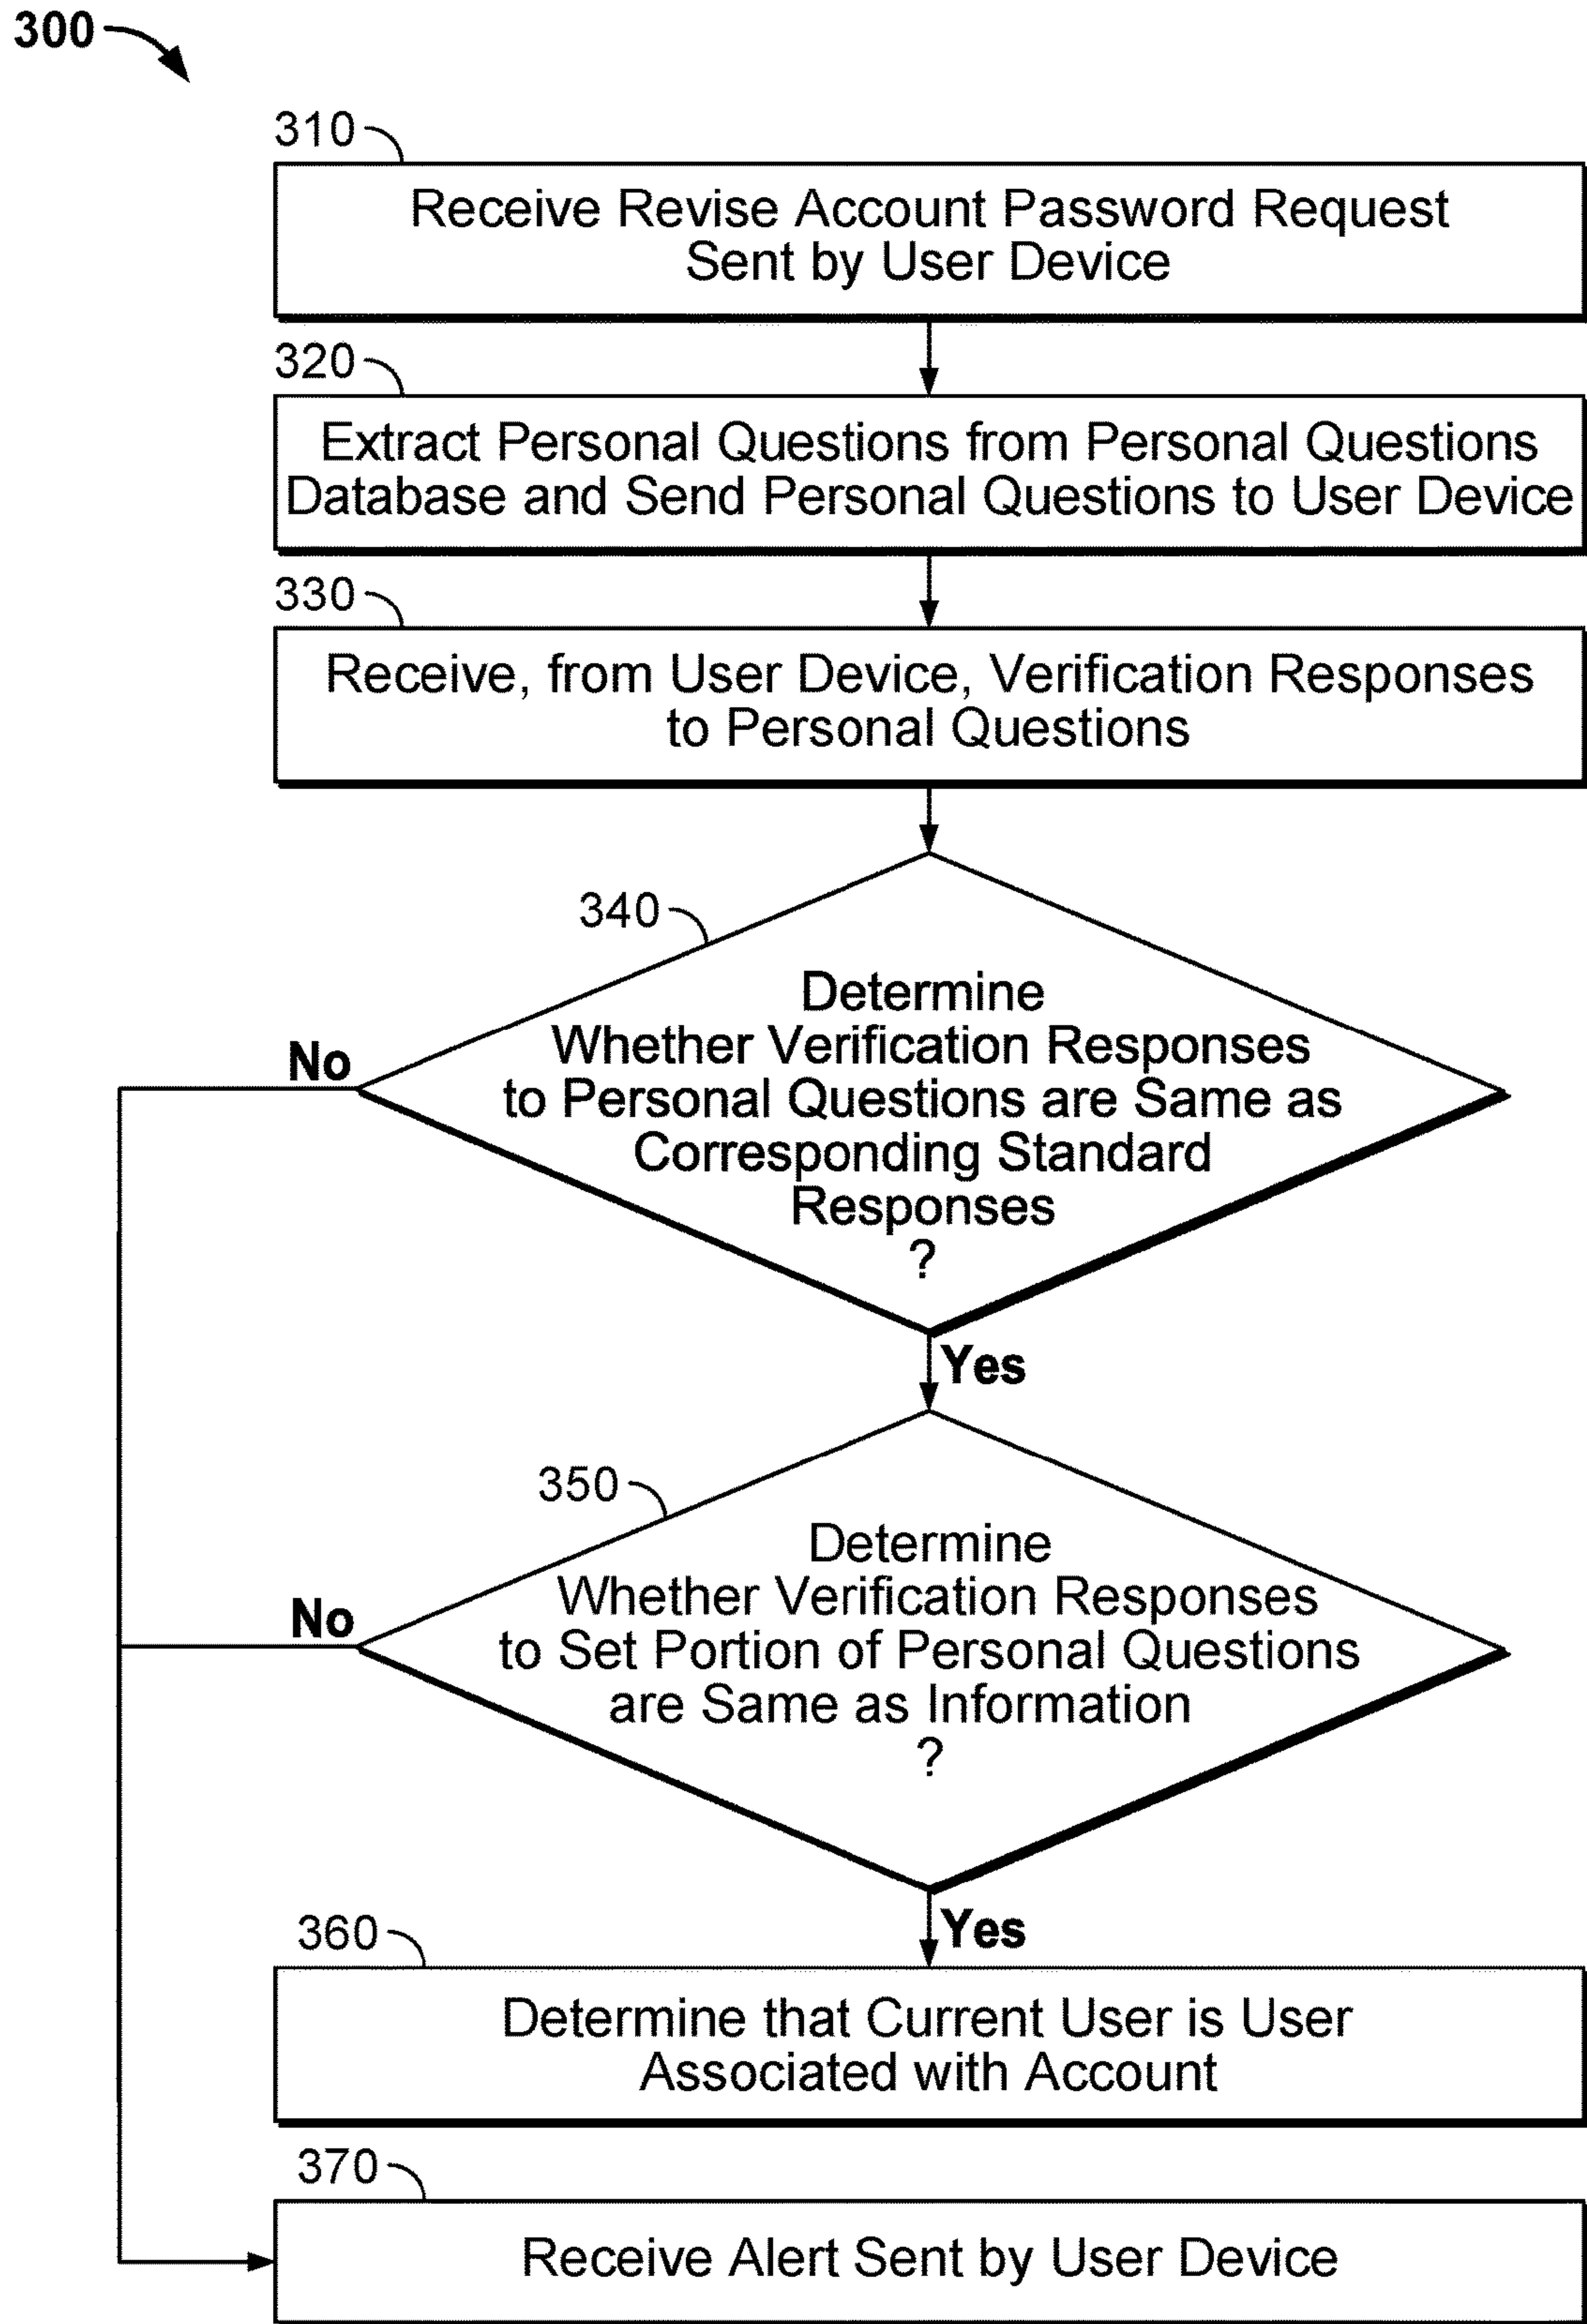 300
310
Receive Revise Account Password Request
Sent by User Device
320
Extract Personal Questions from Personal Questions
Database and Send Personal Questions to User Device
330
Receive, from User Device, Verification Responses
to Personal Questions
340
Determine
Whether Verification Responses
to Personal Questions are Same as
Corresponding Standard
Responses
?
No
Yes
350
Determine
Whether Verification Responses
to Set Portion of Personal Questions
are Same as Information
?
No
Yes
360
Determine that Current User is User
Associated with Account
370
Receive Alert Sent by User Device